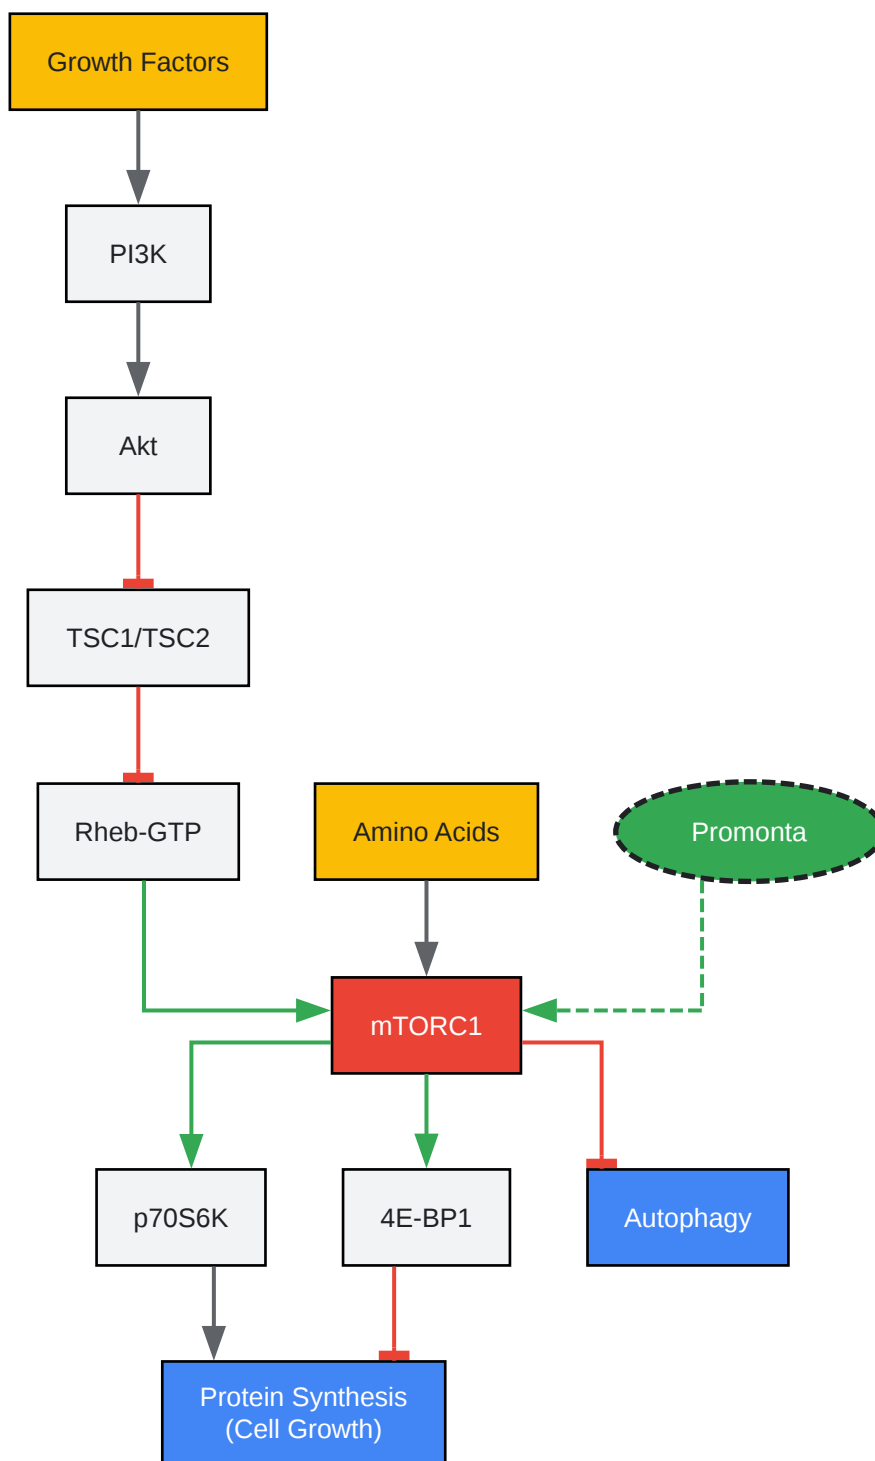 Growth Factors
PI3K
Akt
TSC1/TSC2
Rheb-GTP
Amino Acids
Promonta
mTORC1
p70S6K
4E-BP1
Autophagy
Protein Synthesis
(Cell Growth)